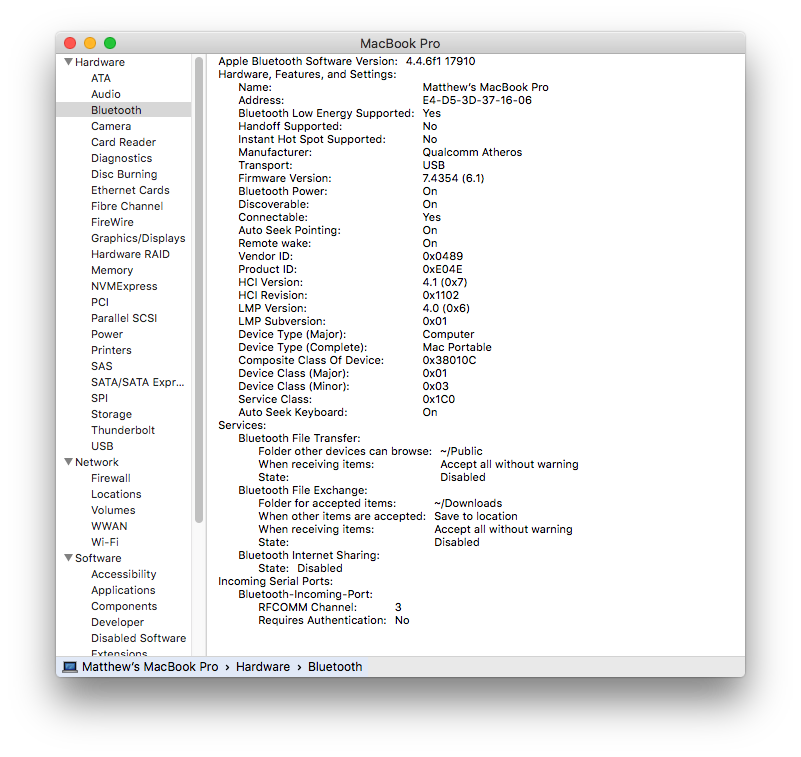 MacBook Pro
Hardware
ATA
Audio
Bluetooth
Camera
Card Reader
Diagnostics
Disc Burning
Ethernet Cards
Fibre Channel
FireWire
Graphics/Displays
Hardware RAID
Memory
NVMExpress
PCI
Parallel SCSI
Power
Printers
SAS
SATA/SATA Expr...
SPI
Storage
Thunderbolt
USB
Network
Firewall
Locations
Volumes
WWAN
Wi-Fi
Software
Accessibility
Applications
Components
Developer
Disabled Software
Extensions
Apple Bluetooth Software Version: 4.4.6f1 17910
Hardware, Features, and Settings:
Name: Matthew's MacBook Pro
Address: E4-D5-3D-37-16-06
Bluetooth Low Energy Supported: Yes
Handoff Supported: No
Instant Hot Spot Supported: No
Manufacturer: Qualcomm Atheros
Transport: USB
Firmware Version: 7.4354 (6.1)
Bluetooth Power: On
Discoverable: On
Connectable: Yes
Auto Seek Pointing: On
Remote wake: On
Vendor ID: 0x0489
Product ID: 0xE04E
HCI Version: 4.1 (0x7)
HCI Revision: 0x1102
LMP Version: 4.0 (0x6)
LMP Subversion: 0x01
Device Type (Major): Computer
Device Type (Complete): Mac Portable
Composite Class Of Device: 0x38010C
Device Class (Major): 0x01
Device Class (Minor): 0x03
Service Class: 0x1C0
Auto Seek Keyboard: On
Services:
Bluetooth File Transfer:
Folder other devices can browse: ~/Public
When receiving items: Accept all without warning
State: Disabled
Bluetooth File Exchange:
Folder for accepted items: ~/Downloads
When other items are accepted: Save to location
When receiving items: Accept all without warning
State: Disabled
Bluetooth Internet Sharing:
State: Disabled
Incoming Serial Ports:
Bluetooth-Incoming-Port:
RFCOMM Channel: 3
Requires Authentication: No
Matthew's MacBook Pro › Hardware › Bluetooth